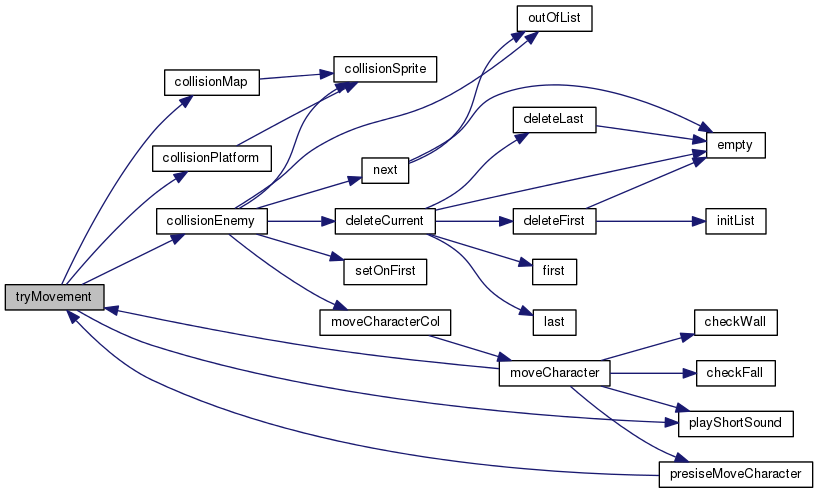 outOfList
collisionMap
collisionSprite
deleteLast
collisionPlatform
next
empty
collisionEnemy
deleteCurrent
deleteFirst
initList
setOnFirst
first
tryMovement
moveCharacterCol
last
checkWall
moveCharacter
checkFall
playShortSound
presiseMoveCharacter